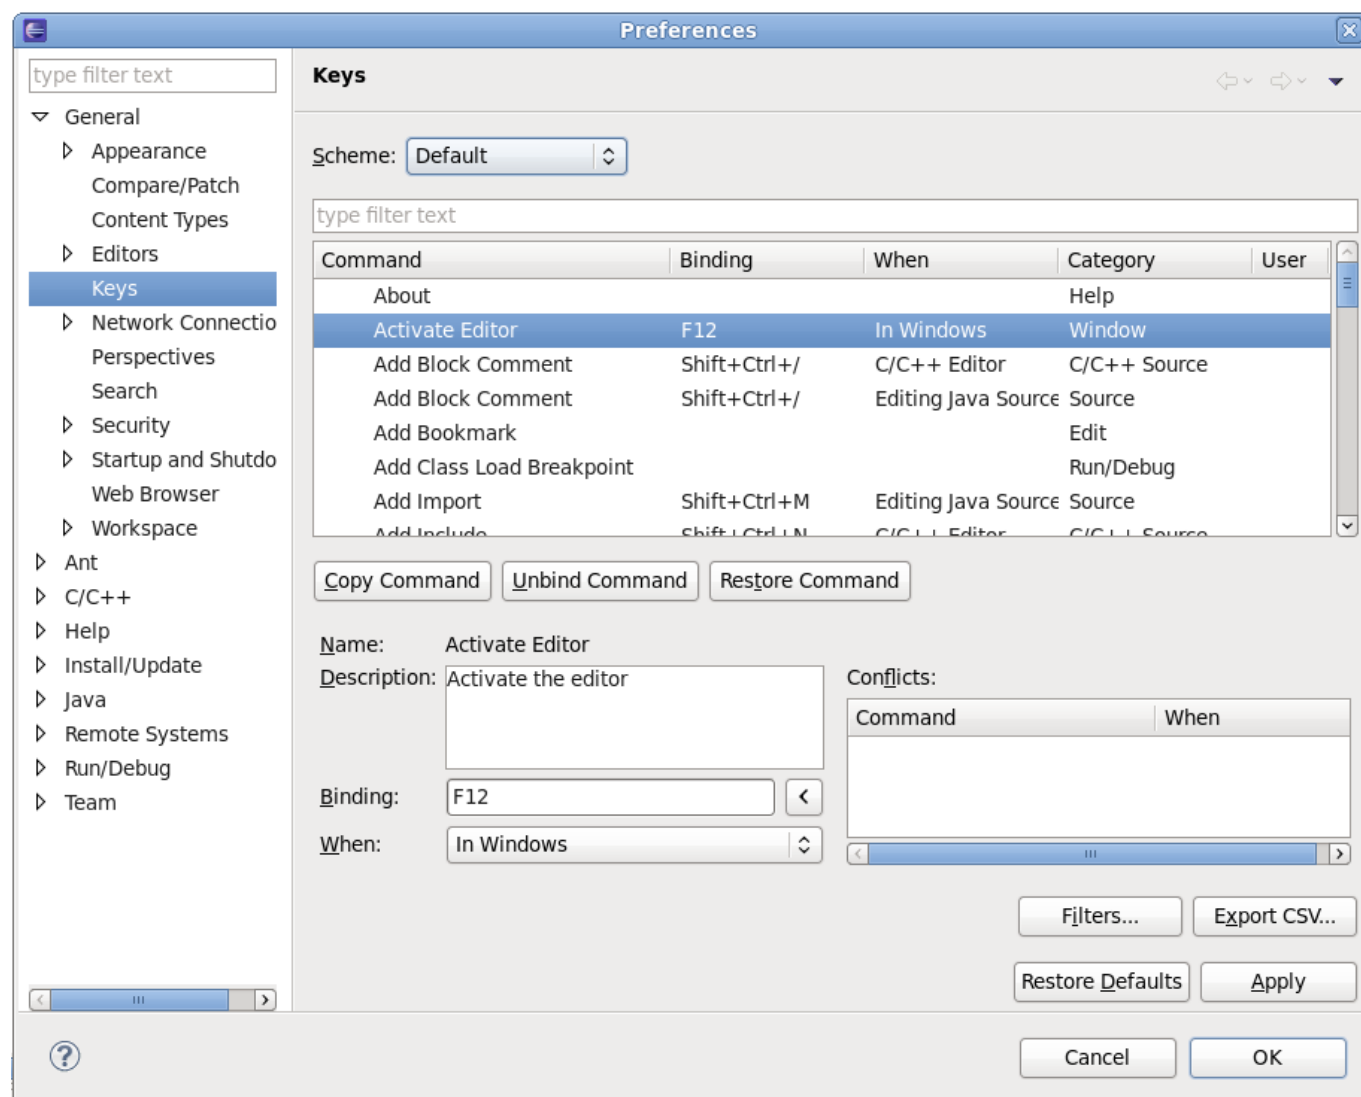 Preferences
type filter text
General
Appearance
Compare/Patch
Content Types
Editors
Keys
Network Connectio
Perspectives
Search
Security
Startup and Shutdo
Web Browser
Workspace
Ant
C/C++
Help
Install/Update
Java
Remote Systems
Run/Debug
Team
Keys
Scheme: Default
type filter text
Command Binding When Category User
About Help
Activate Editor F12 In Windows Window
Add Block Comment Shift+Ctrl+/ C/C++ Editor C/C++ Source
Add Block Comment Shift+Ctrl+/ Editing Java Source Source
Add Bookmark Edit
Add Class Load Breakpoint Run/Debug
Add Import Shift+Ctrl+M Editing Java Source Source
Add Include Shift+Ctrl+N C/C++ Editor C/C++ Source
Copy Command Unbind Command Restore Command
Name: Activate Editor
Description: Activate the editor
Binding: F12 <
When: In Windows
Conflicts:
Command When
Filters... Export CSV...
Restore Defaults Apply
? Cancel OK